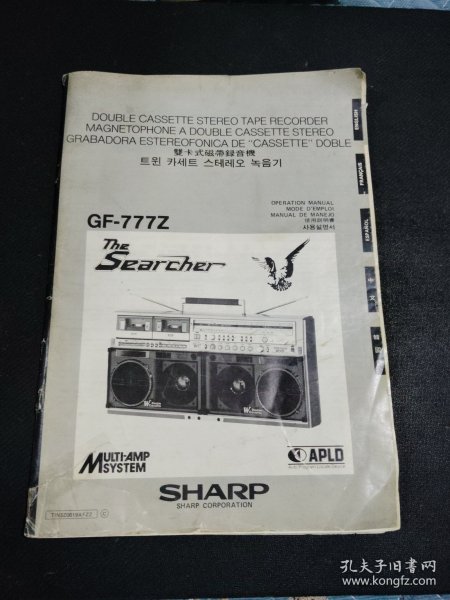 DOUBLE CASSETTE STEREO TAPE RECORDER
MAGNETOPHONE A DOUBLE CASSETTE STEREO
GRABADORA ESTEREOFONICA DE "CASSETTE" DOBLE
雙卡式磁帶錄音機
트윈 카세트 스테레오 녹음기
OPERATION MANUAL
MODE D'EMPLOI
MANUAL DE MANEJO
使用說明書
사용설명서
ENGLISH
FRANÇAIS
ESPAÑOL
中文
GF-777Z
The
Searcher
MULTI-AMP
SYSTEM
APLD
SHARP
SHARP CORPORATION
孔夫子旧书网
www.kongfz.com